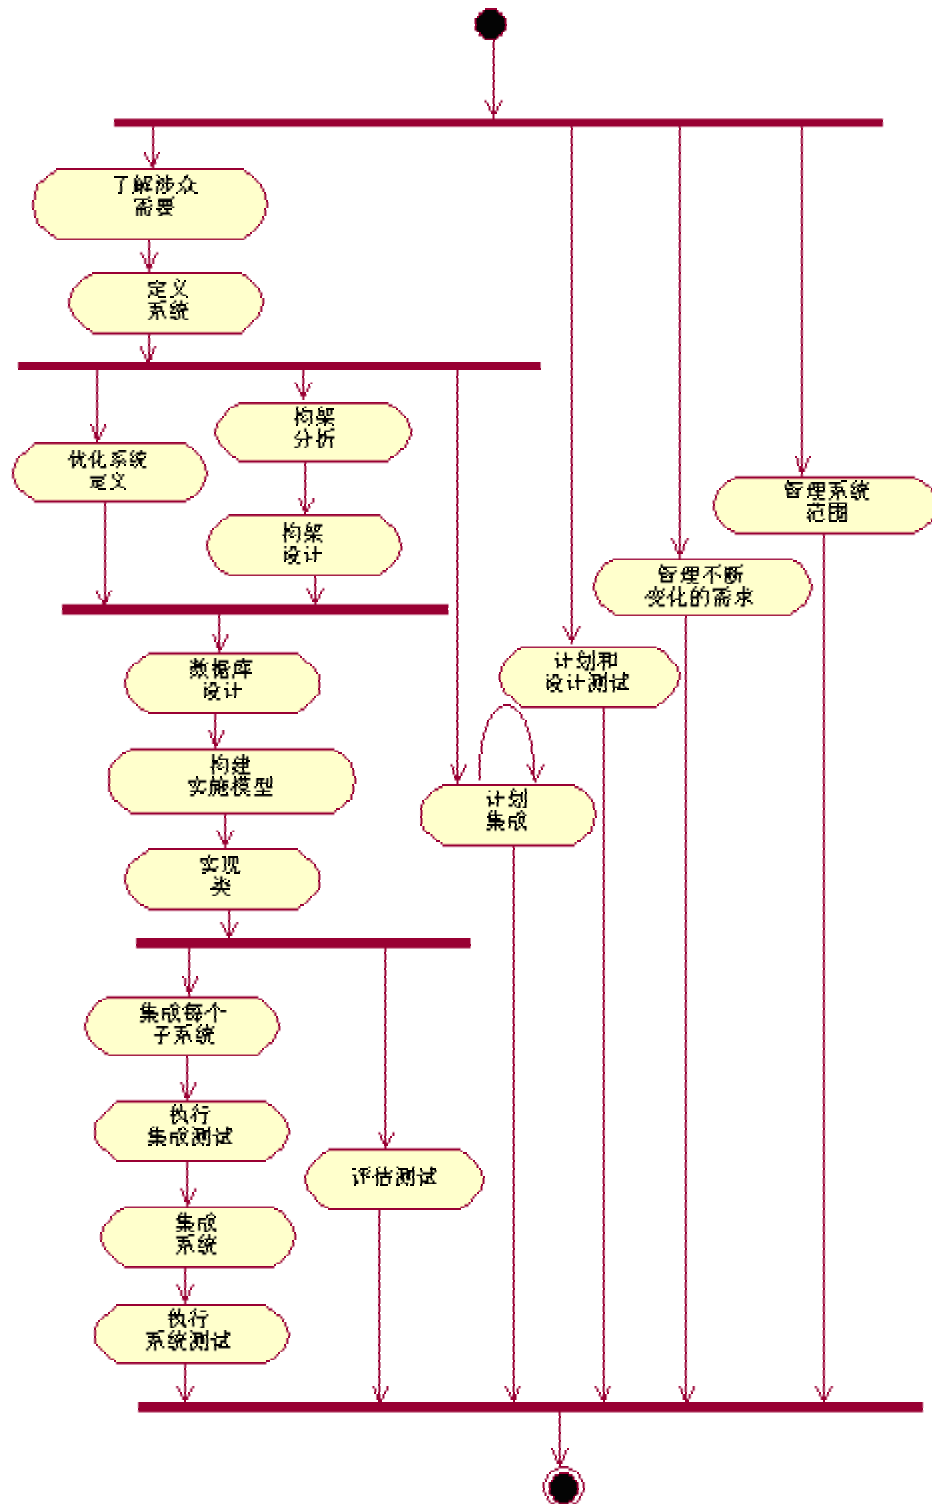 了解涉众
需要
定义
系统
构架
分析
优化系统
定义
管理系统
范围
构架
设计
管理不断
变化的需求
数据库
设计
计划和
设计测试
构建
实施模型
计划
集成
实现
类
集成每个
子系统
执行
集成测试
评估测试
集成
系统
执行
系统测试